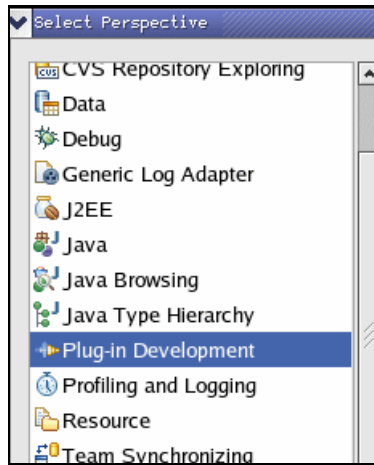 Select Perspective
CVS CVS Repository Exploring
Data
Debug
Generic Log Adapter
J2EE
Java
Java Browsing
Java Type Hierarchy
Plug-in Development
Profiling and Logging
Resource
Team Synchronizing